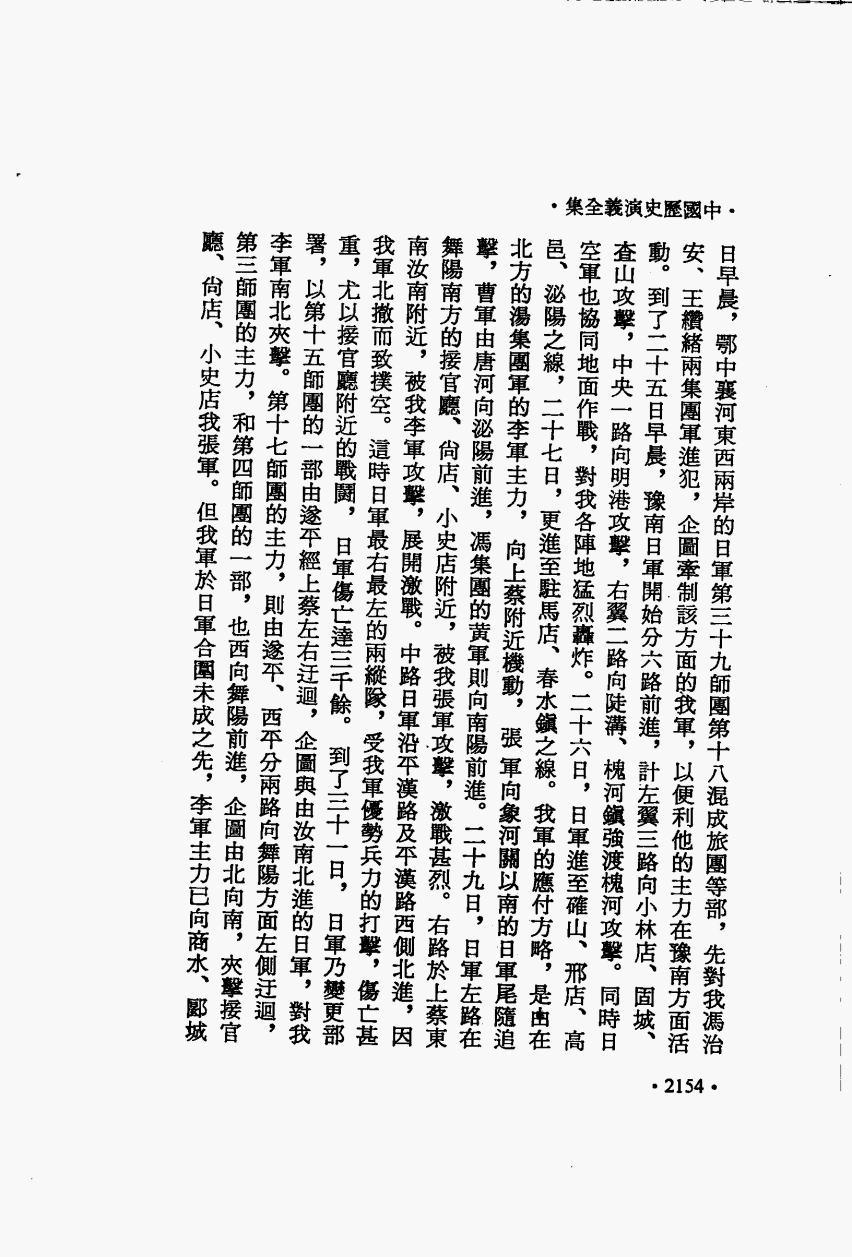 ・中國歷史演義全集・
日早晨，鄂中襄河東西兩岸的日軍第三十九師團第十八混成旅團等部，先對我馮治
安、王纘緒兩集團軍進犯，企圖牽制該方面的我軍，以便利他的主力在豫南方面活
動。到了二十五日早晨，豫南日軍開始分六路前進，計左翼三路向小林店、固城、
查山攻擊，中央一路向明港攻擊，右翼二路向陡溝、槐河鎭強渡槐河攻擊。同時日
空軍也協同地面作戰，對我各陣地猛烈轟炸。二十六日，日軍進至確山、邢店、高
邑、泌陽之線，二十七日，更進至駐馬店、春水鎭之線。我軍的應付方略，是由在
北方的湯集團軍的李軍主力，向上蔡附近機動，張軍向象河關以南的日軍尾隨追
擊，曹軍由唐河向泌陽前進，馮集團的黃軍則向南陽前進。二十九日，日軍左路在
舞陽南方的接官廳、尙店、小史店附近，被我張軍攻擊，激戰甚烈。右路於上蔡東
南汝南附近，被我李軍攻擊，展開激戰。中路日軍沿平漢路及平漢路西側北進，因
我軍北撤而致撲空。這時日軍最右最左的兩縱隊，受我軍優勢兵力的打擊，傷亡甚
重，尤以接官廳附近的戰鬪，日軍傷亡達三千餘。到了三十一日，日軍乃變更部
署，以第十五師團的一部由遂平經上蔡左右迂迴，企圖與由汝南北進的日軍，對我
李軍南北夾擊。第十七師團的主力，則由遂平、西平分兩路向舞陽方面左側迂迴，
第三師團的主力，和第四師團的一部，也西向舞陽前進，企圖由北向南，夾擊接官
廳、尙店、小史店我張軍。但我軍於日軍合圍未成之先，李軍主力已向商水、郾城
・2154・